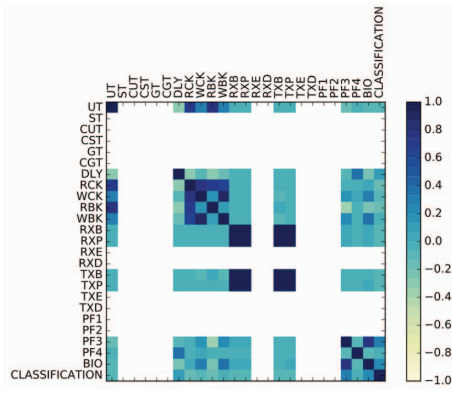 UT ST CUT CST GT CGT DLY RCK WCK RBK WBK RXB RXP RXE RXD TXB TXP TXE TXD PF1 PF2 PF3 PF4 BIO CLASSIFICATION
UT
ST
CUT
CST
GT
CGT
DLY
RCK
WCK
RBK
WBK
RXB
RXP
RXE
RXD
TXB
TXP
TXE
TXD
PF1
PF2
PF3
PF4
BIO
CLASSIFICATION
1.0
0.8
0.6
0.4
0.2
0.0
−0.2
−0.4
−0.6
−0.8
−1.0